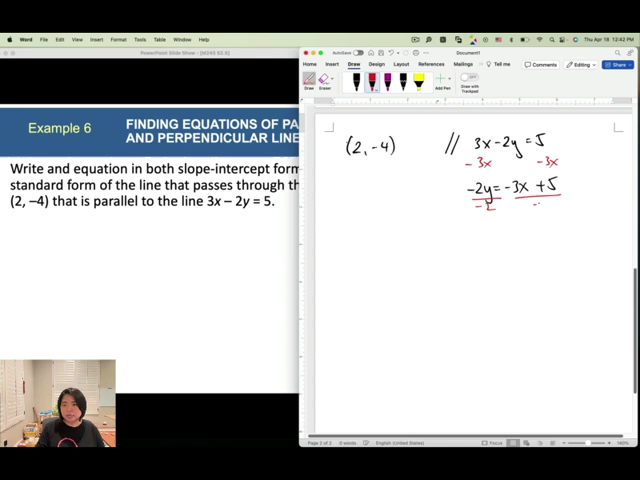 Word File Edit View Insert Format Tools Table Window Help
Thu Apr 18 12:42 PM
PowerPoint Slide Show - [M245 §3.5]
AutoSave
Document1
Home Insert Draw Design Layout References Mailings Tell me Comments Editing Share
Draw Eraser Add Pen Draw with Trackpad
Example 6
FINDING EQUATIONS OF PA
AND PERPENDICULAR LINE
Write and equation in both slope-intercept form
standard form of the line that passes through th
(2, –4) that is parallel to the line 3x – 2y = 5.
(2, -4) // 3x - 2y = 5
- 3x -3x
-2y = -3x + 5
-2
Page 2 of 2 0 words English (United States) Focus 140%